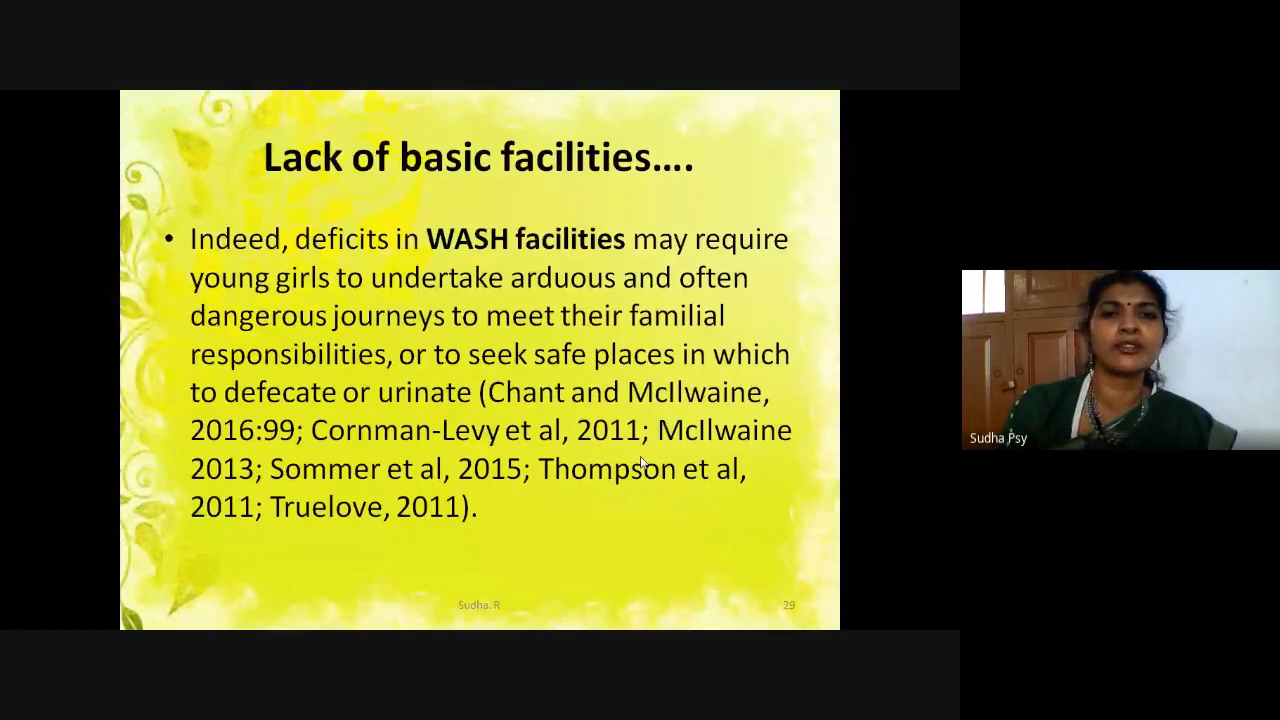 Lack of basic facilities....
• Indeed, deficits in WASH facilities may require
young girls to undertake arduous and often
dangerous journeys to meet their familial
responsibilities, or to seek safe places in which
to defecate or urinate (Chant and McIlwaine,
2016:99; Cornman-Levy et al, 2011; McIlwaine
2013; Sommer et al, 2015; Thompson et al,
2011; Truelove, 2011).
Sudha. R
29
Sudha Psy